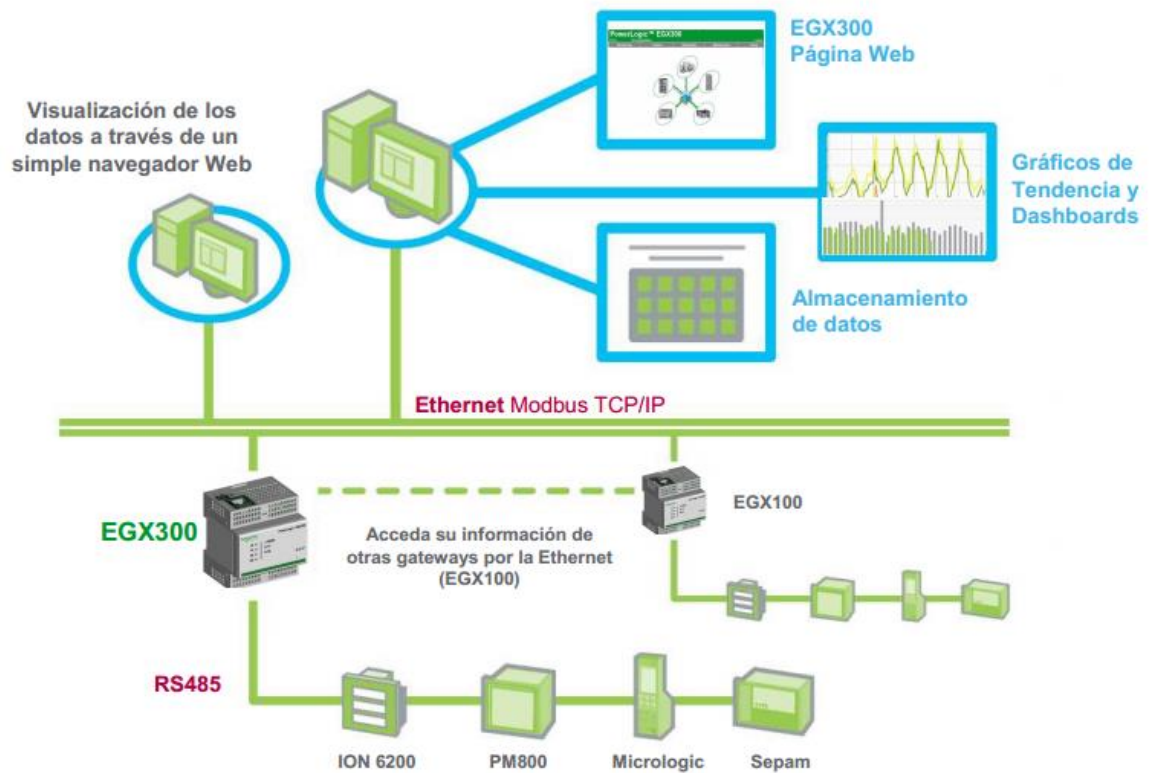 PowerLogic™ EGX300
EGX300
Página Web
Visualización de los
datos a través de un
simple navegador Web
Gráficos de
Tendencia y
Dashboards
Almacenamiento
de datos
Ethernet Modbus TCP/IP
EGX300
EGX100
Acceda su información de
otras gateways por la Ethernet
(EGX100)
RS485
ION 6200
PM800
Micrologic
Sepam